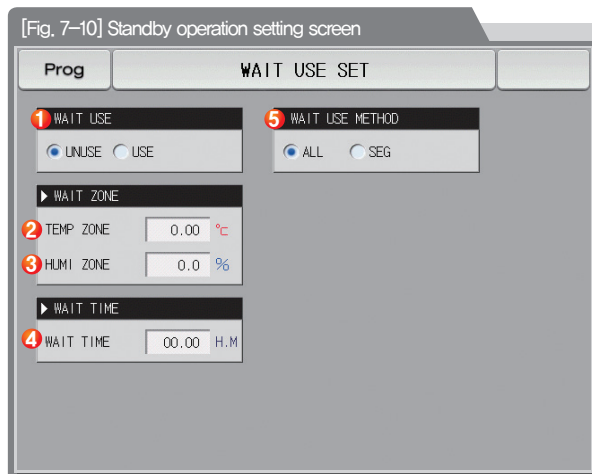 [Fig. 7-10] Standby operation setting screen
Prog WAIT USE SET
1 WAIT USE
UNUSE USE
▶ WAIT ZONE
2 TEMP ZONE 0.00 ℃
3 HUMI ZONE 0.0 %
▶ WAIT TIME
4 WAIT TIME 00.00 H.M
5 WAIT USE METHOD
ALL SEG